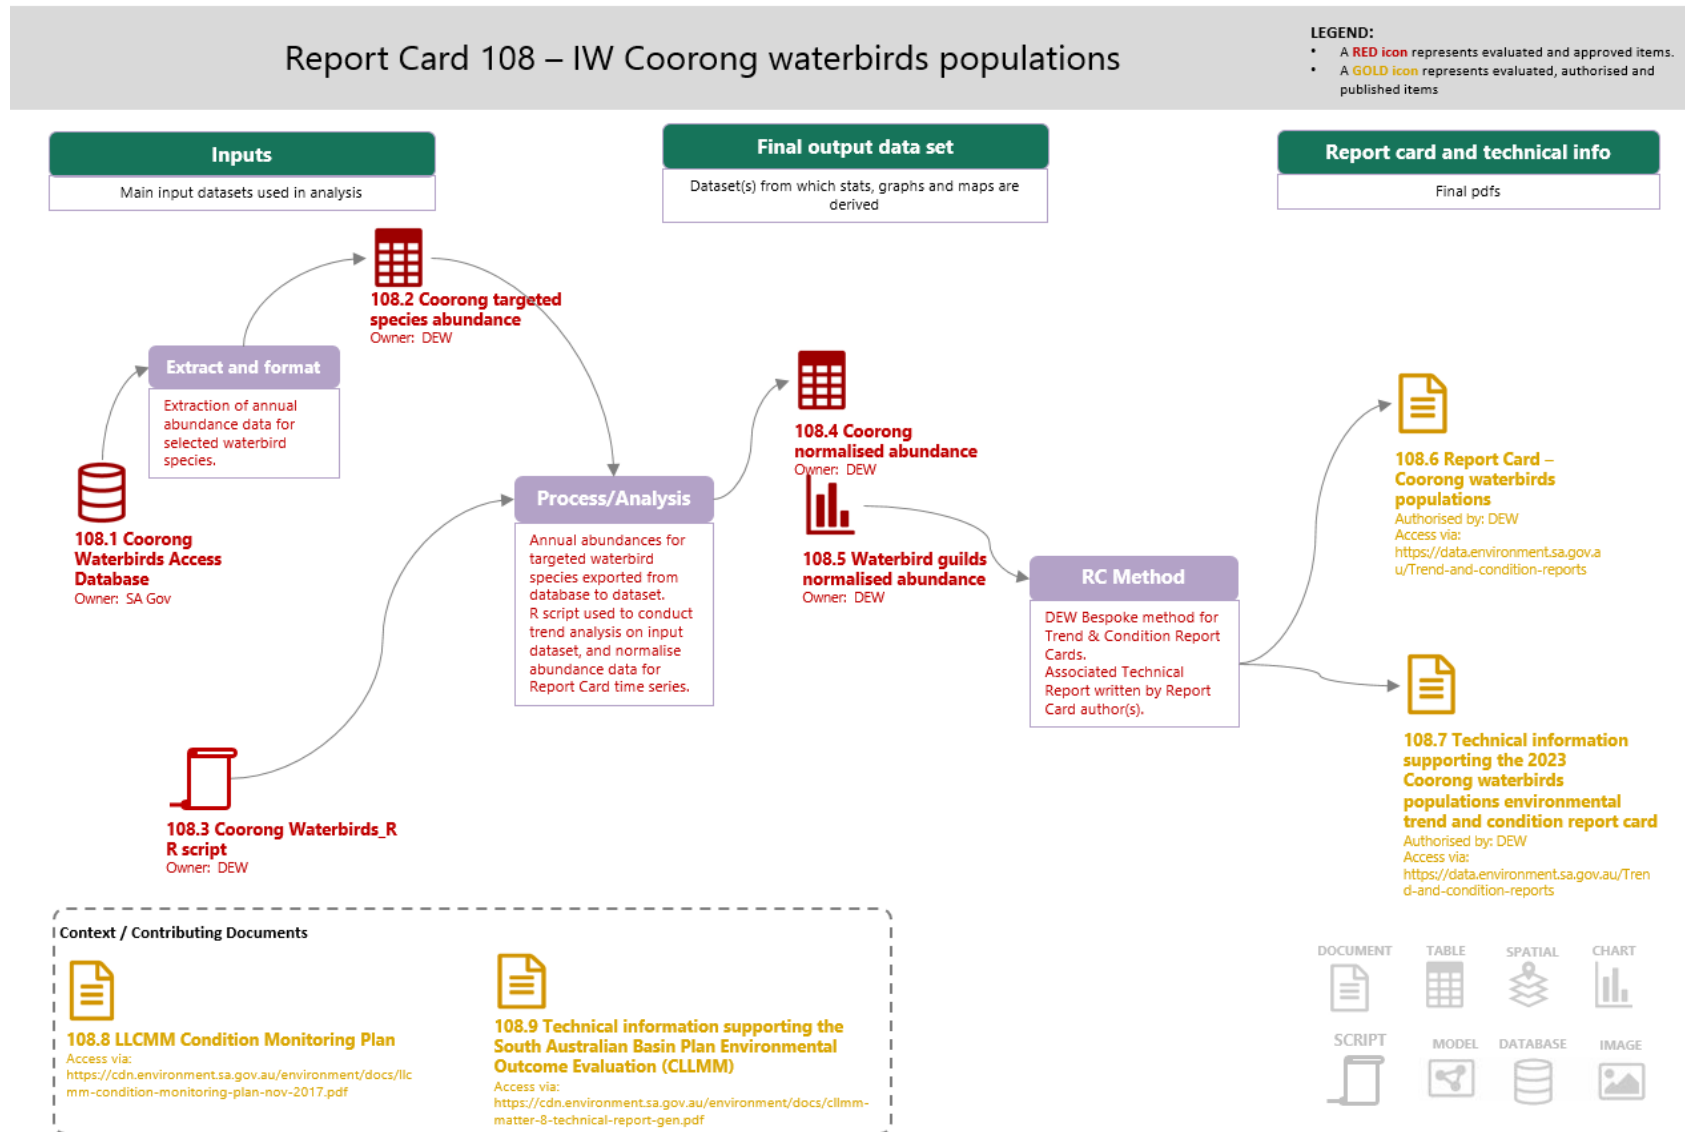 Report Card 108 – IW Coorong waterbirds populations
LEGEND:
• A RED icon represents evaluated and approved items.
• A GOLD icon represents evaluated, authorised and
published items
Inputs
Main input datasets used in analysis
Final output data set
Dataset(s) from which stats, graphs and maps are
derived
Report card and technical info
Final pdfs
108.2 Coorong targeted
species abundance
Owner: DEW
Extract and format
Extraction of annual
abundance data for
selected waterbird
species.
108.1 Coorong
Waterbirds Access
Database
Owner: SA Gov
Process/Analysis
Annual abundances for
targeted waterbird
species exported from
database to dataset.
R script used to conduct
trend analysis on input
dataset, and normalise
abundance data for
Report Card time series.
108.3 Coorong Waterbirds_R
R script
Owner: DEW
108.4 Coorong
normalised abundance
Owner: DEW
108.5 Waterbird guilds
normalised abundance
Owner: DEW
RC Method
DEW Bespoke method for
Trend & Condition Report
Cards.
Associated Technical
Report written by Report
Card author(s).
108.6 Report Card –
Coorong waterbirds
populations
Authorised by: DEW
Access via:
https://data.environment.sa.gov.a
u/Trend-and-condition-reports
108.7 Technical information
supporting the 2023
Coorong waterbirds
populations environmental
trend and condition report card
Authorised by: DEW
Access via:
https://data.environment.sa.gov.au/Tren
d-and-condition-reports
Context / Contributing Documents
108.8 LLCMM Condition Monitoring Plan
Access via:
https://cdn.environment.sa.gov.au/environment/docs/llc
mm-condition-monitoring-plan-nov-2017.pdf
108.9 Technical information supporting the
South Australian Basin Plan Environmental
Outcome Evaluation (CLLMM)
Access via:
https://cdn.environment.sa.gov.au/environment/docs/cllmm-
matter-8-technical-report-gen.pdf
DOCUMENT TABLE SPATIAL CHART
SCRIPT MODEL DATABASE IMAGE